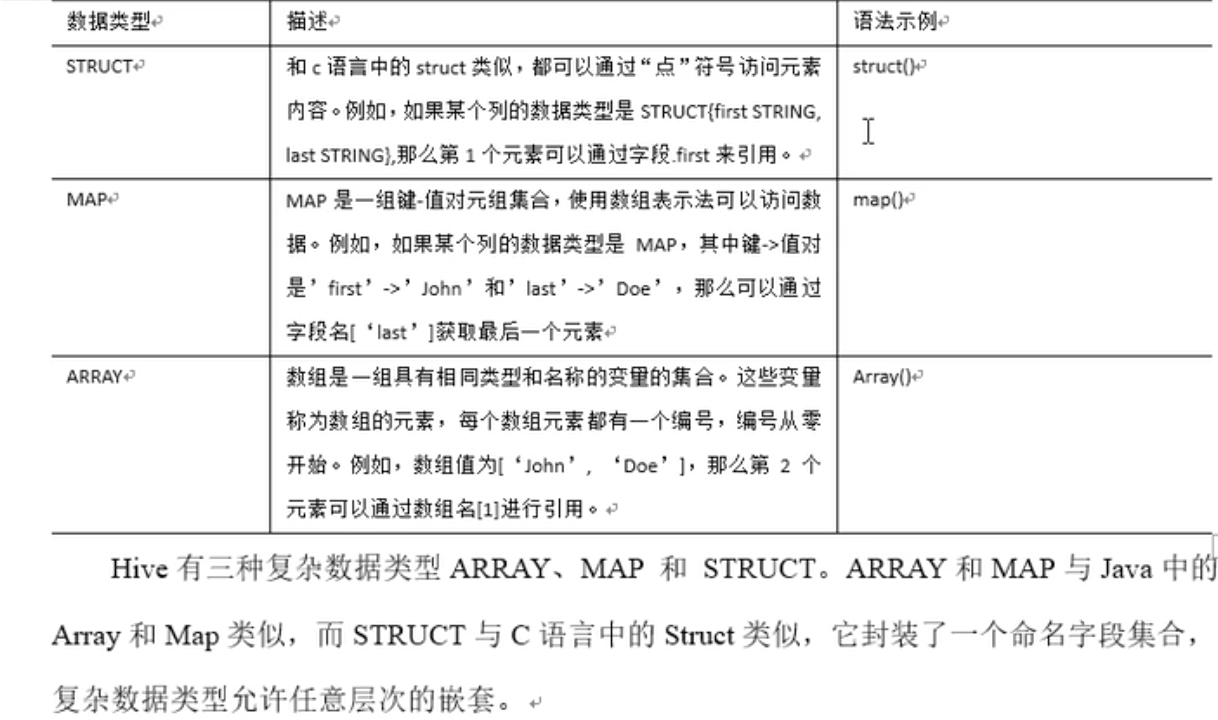 数据类型 描述 语法示例
STRUCT 和 c 语言中的 struct 类似，都可以通过“点”符号访问元素 struct()
内容。例如，如果某个列的数据类型是 STRUCT{first STRING,
last STRING},那么第 1 个元素可以通过字段.first 来引用。
MAP MAP 是一组键-值对元组集合，使用数组表示法可以访问数 map()
据。例如，如果某个列的数据类型是 MAP，其中键->值对
是’first’->’John’和’last’->’Doe’，那么可以通过
字段名[‘last’]获取最后一个元素
ARRAY 数组是一组具有相同类型和名称的变量的集合。这些变量 Array()
称为数组的元素，每个数组元素都有一个编号，编号从零
开始。例如，数组值为[‘John’, ‘Doe’]，那么第 2 个
元素可以通过数组名[1]进行引用。
Hive 有三种复杂数据类型 ARRAY、MAP 和 STRUCT。ARRAY 和 MAP 与 Java 中的
Array 和 Map 类似，而 STRUCT 与 C 语言中的 Struct 类似，它封装了一个命名字段集合，
复杂数据类型允许任意层次的嵌套。